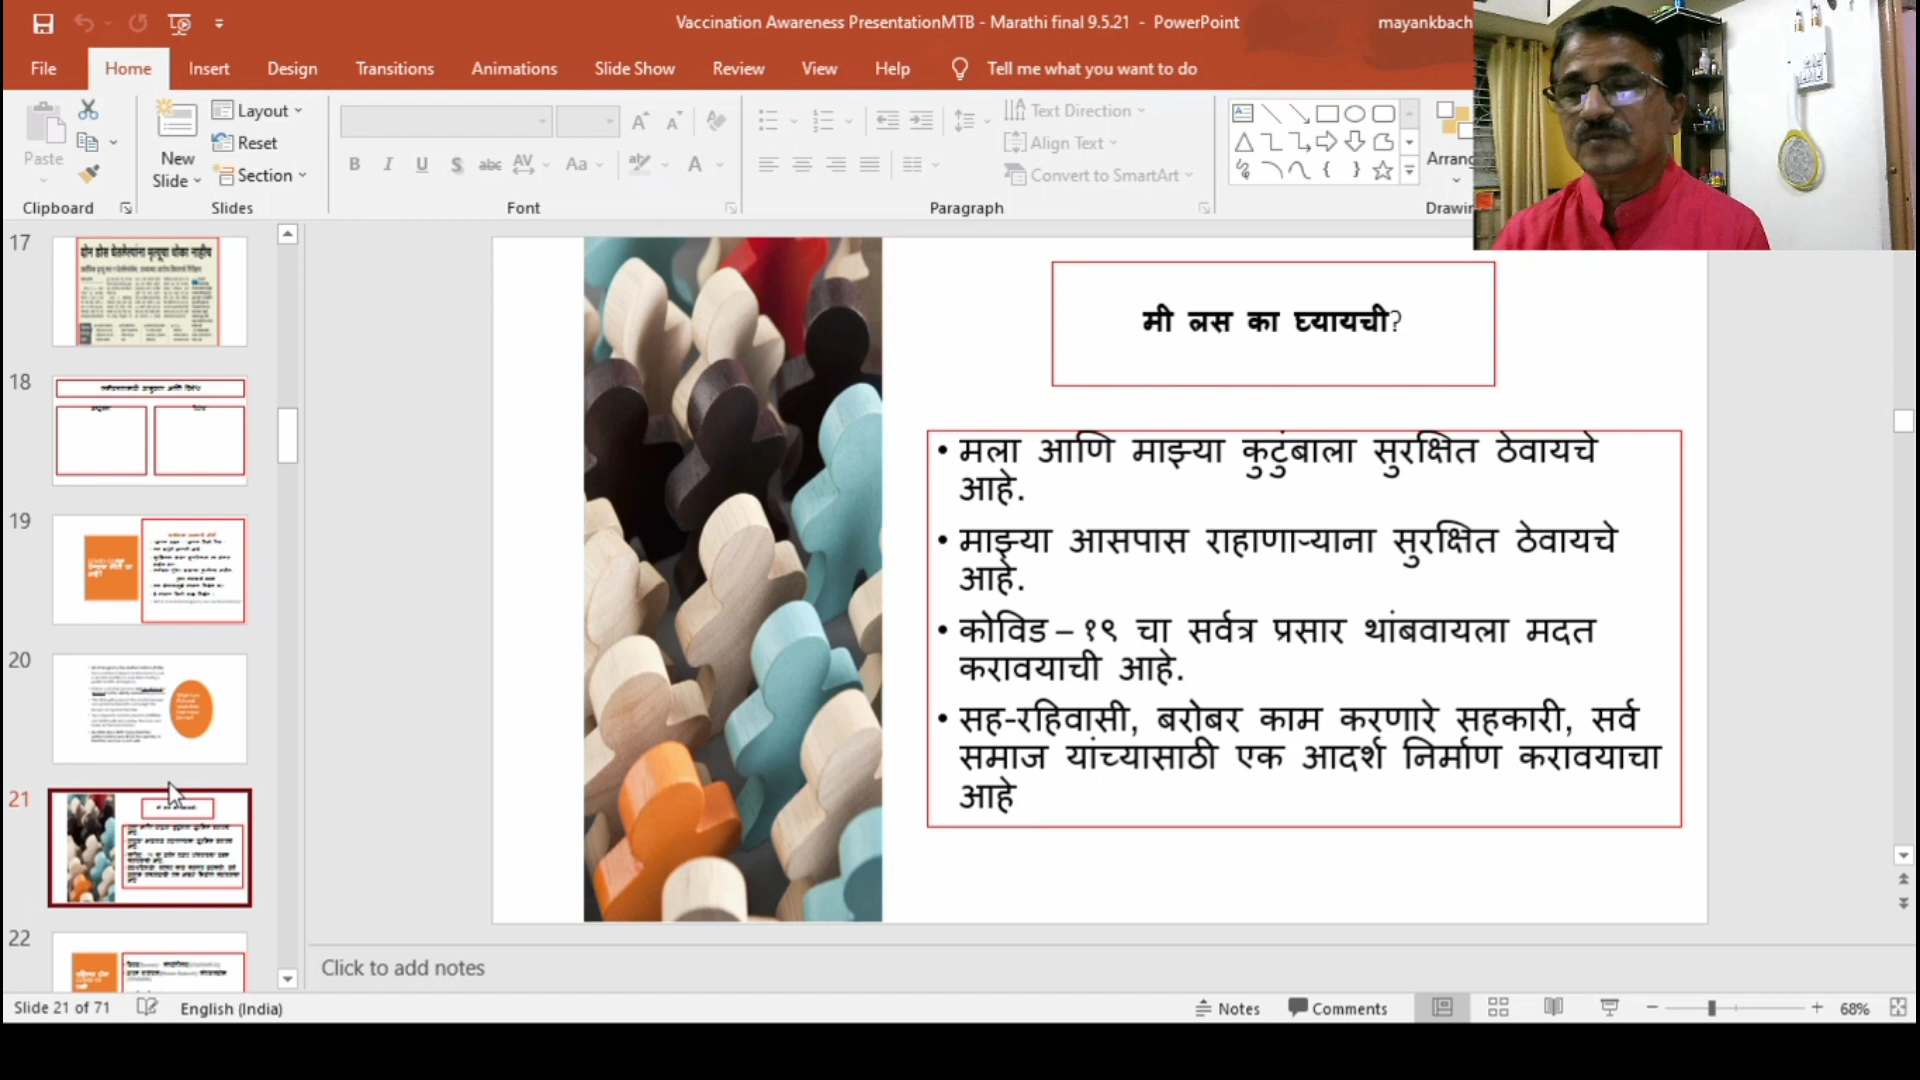 Vaccination Awareness PresentationMTB - Marathi final 9.5.21 - PowerPoint
mayankbach
File Home Insert Design Transitions Animations Slide Show Review View Help Tell me what you want to do
Paste
New
Slide
Layout
Reset
Section
Text Direction
Align Text
Convert to SmartArt
Arrang
Clipboard Slides Font Paragraph Drawin
17
दोन डोस घेतलेल्यांना मृत्यूचा धोका नाहीच
18
19
20
21
22
मी लस का घ्यायची?
• मला आणि माझ्या कुटुंबाला सुरक्षित ठेवायचे
आहे.
• माझ्या आसपास राहाणाऱ्याना सुरक्षित ठेवायचे
आहे.
• कोविड – १९ चा सर्वत्र प्रसार थांबवायला मदत
करावयाची आहे.
• सह-रहिवासी, बरोबर काम करणारे सहकारी, सर्व
समाज यांच्यासाठी एक आदर्श निर्माण करावयाचा
आहे
Click to add notes
Slide 21 of 71 English (India) Notes Comments 68%